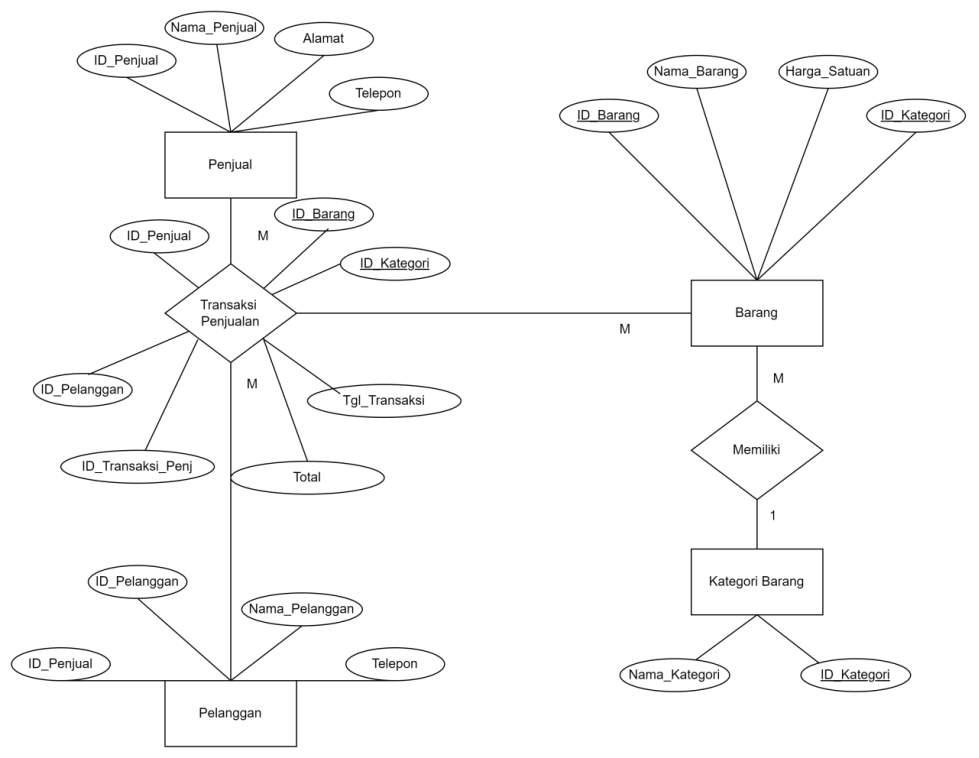 Nama_Penjual
Alamat
ID_Penjual
Telepon
Penjual
Nama_Barang
Harga_Satuan
ID_Barang
ID_Kategori
ID_Barang
ID_Penjual
M
ID_Kategori
Transaksi
Penjualan
M
Barang
M
ID_Pelanggan
Tgl_Transaksi
ID_Transaksi_Penj
Total
M
Memiliki
1
Kategori Barang
Nama_Kategori
ID_Kategori
ID_Pelanggan
Nama_Pelanggan
ID_Penjual
Telepon
Pelanggan